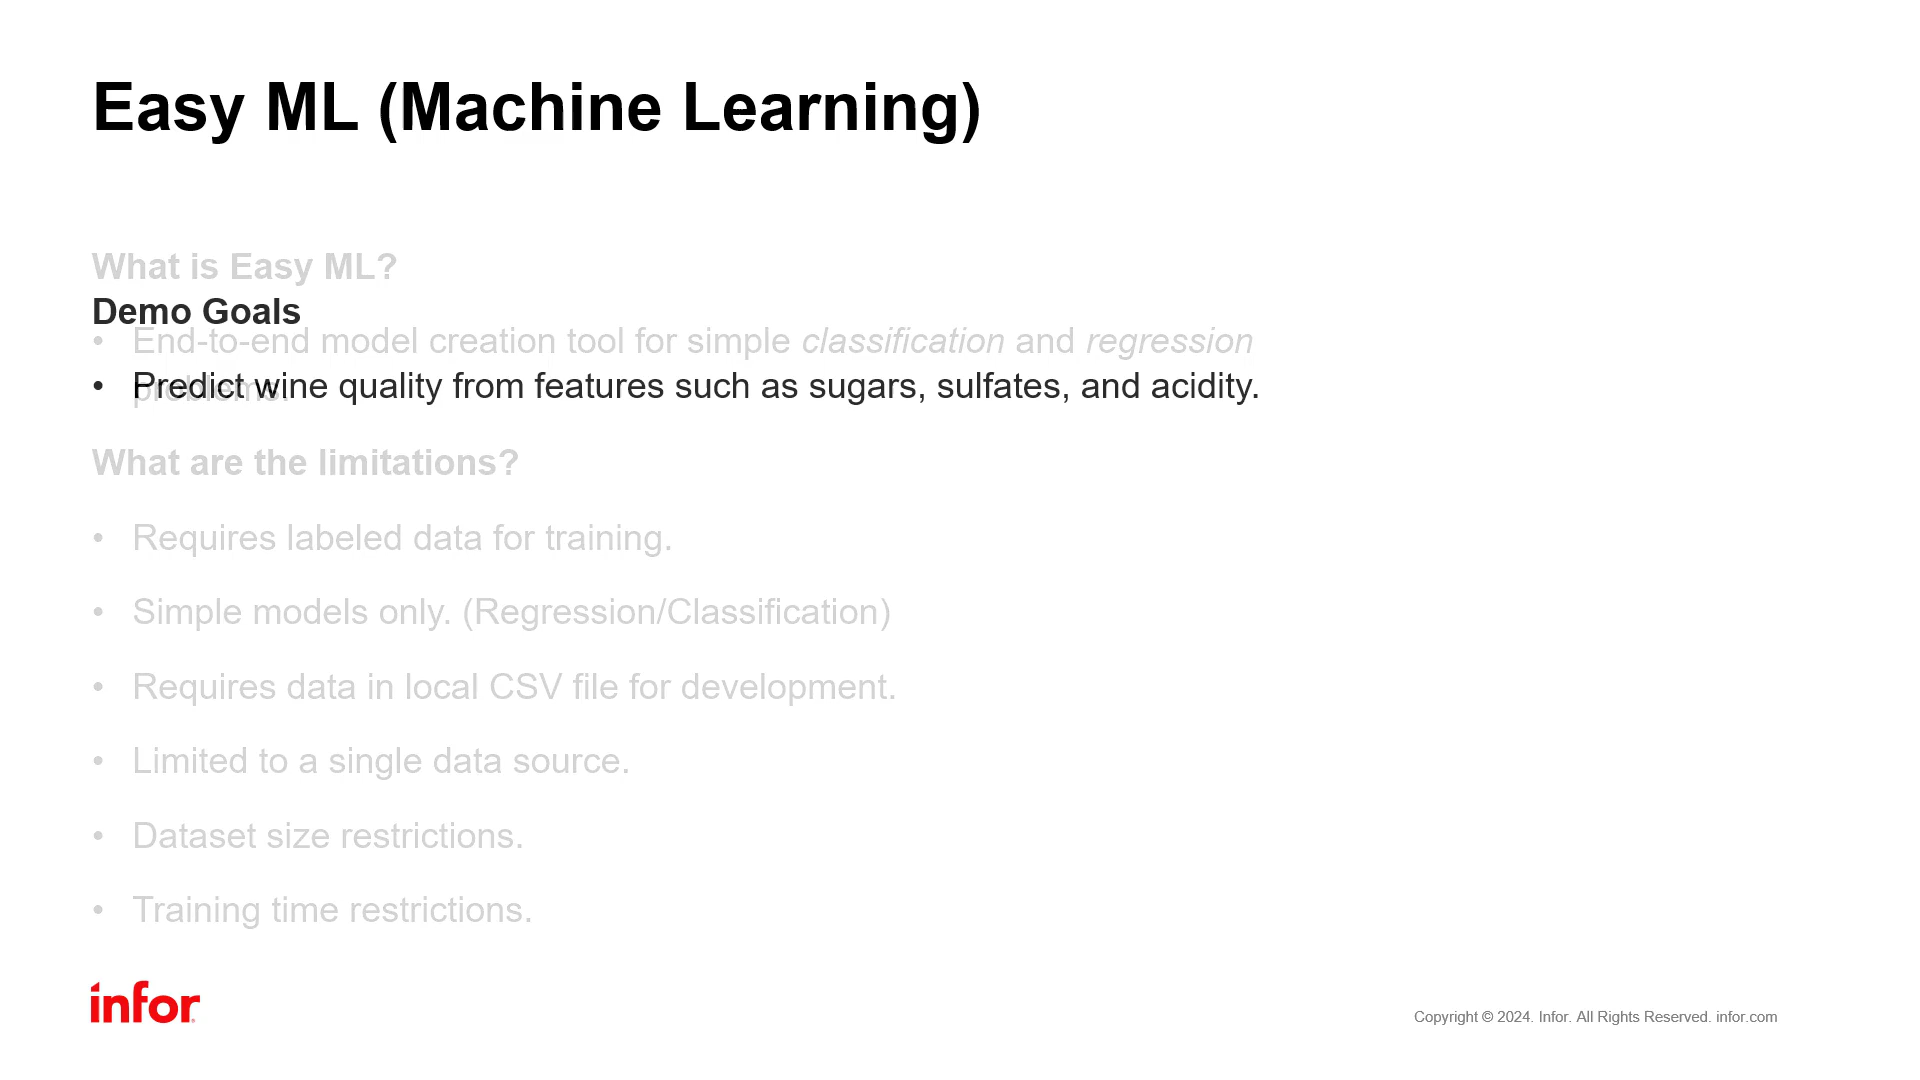 Easy ML (Machine Learning)
What is Easy ML?
Demo Goals
• End-to-end model creation tool for simple classification and regression
problems.
• Predict wine quality from features such as sugars, sulfates, and acidity.
What are the limitations?
• Requires labeled data for training.
• Simple models only. (Regression/Classification)
• Requires data in local CSV file for development.
• Limited to a single data source.
• Dataset size restrictions.
• Training time restrictions.
infor
Copyright © 2024. Infor. All Rights Reserved. infor.com